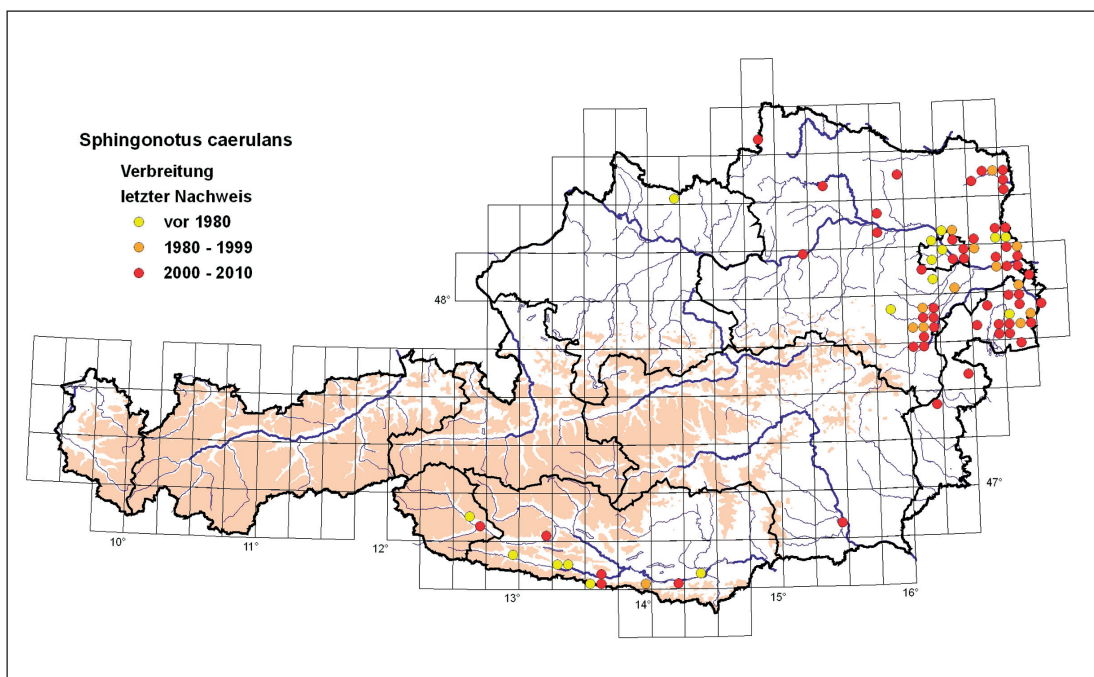 Sphingonotus caerulans
Verbreitung
letzter Nachweis
vor 1980
1980 - 1999
2000 - 2010
48°
47°
10°
11°
12°
13°
14°
15°
16°